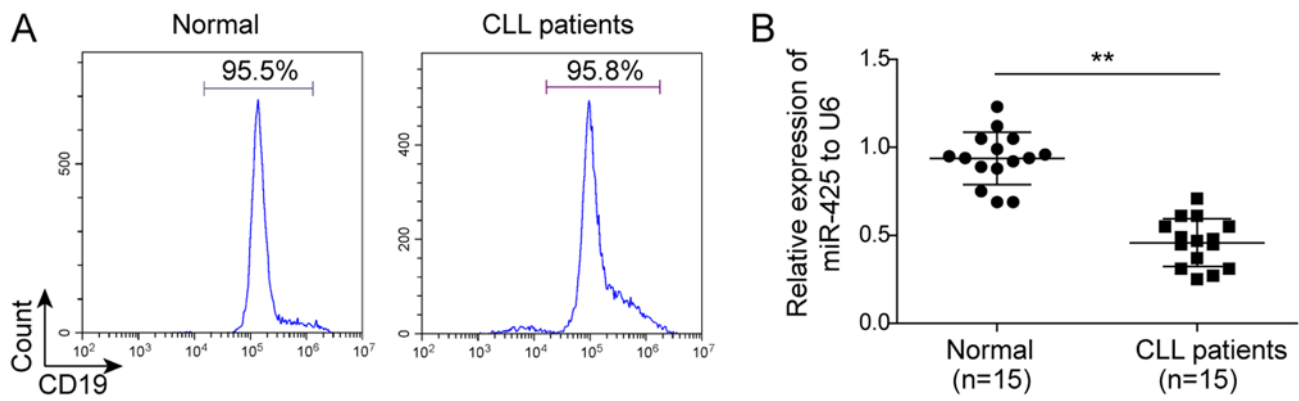 A
Normal
CLL patients
95.5%
95.8%
500
0
400
200
0
10² 10³ 10⁴ 10⁵ 10⁶ 10⁷
10² 10³ 10⁴ 10⁵ 10⁶ 10⁷
Count
CD19
B
Relative expression of
miR-425 to U6
1.5
1.0
0.5
0.0
**
Normal
(n=15)
CLL patients
(n=15)